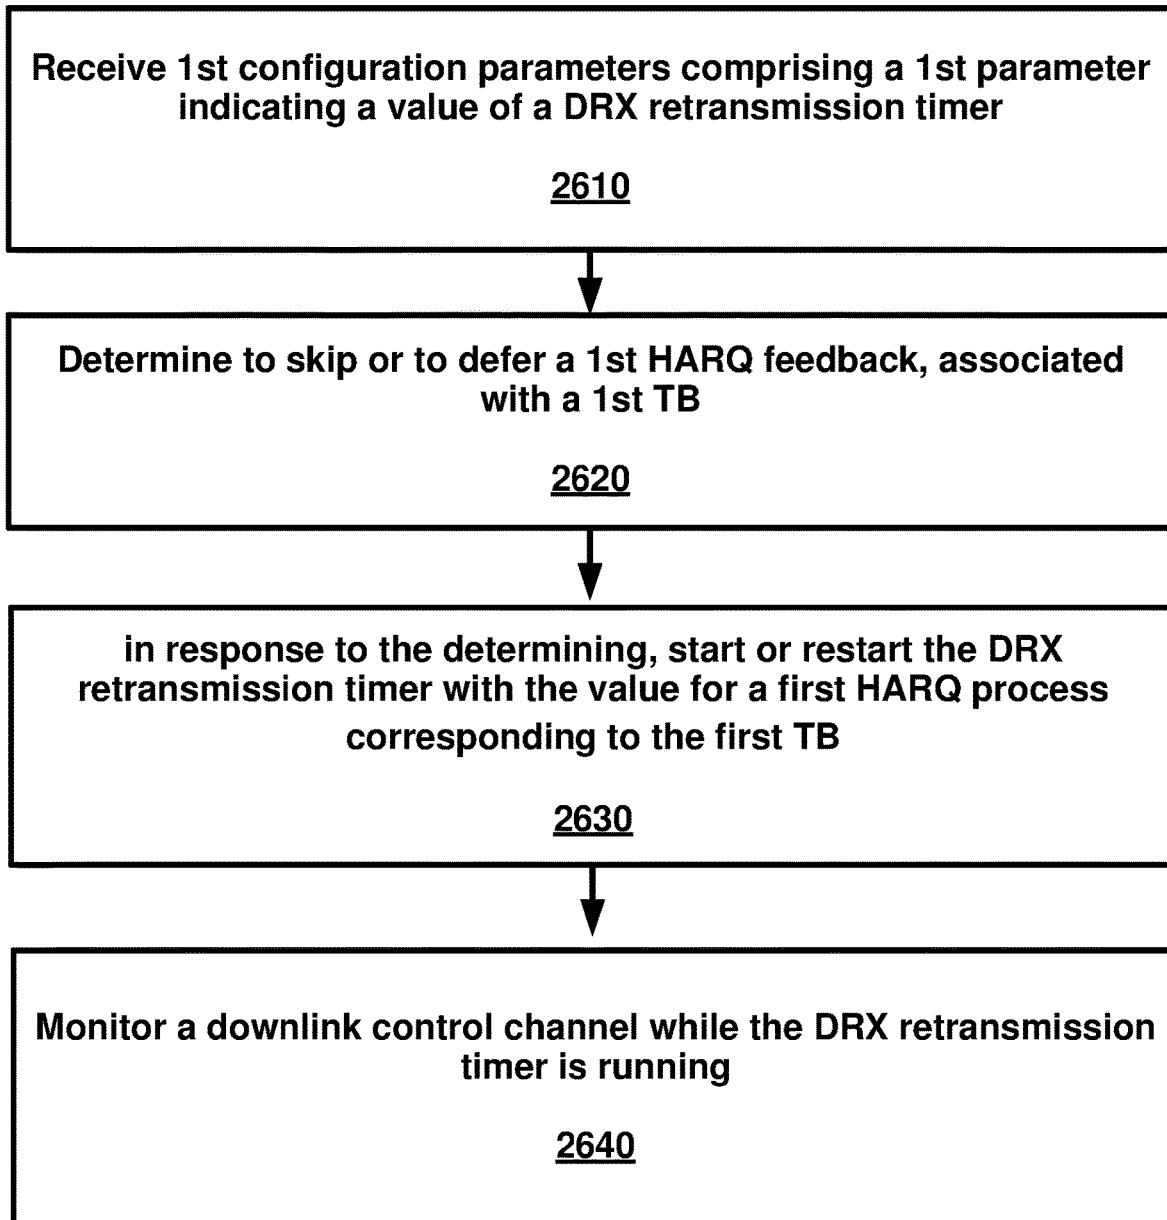 Receive 1st configuration parameters comprising a 1st parameter
indicating a value of a DRX retransmission timer
2610
Determine to skip or to defer a 1st HARQ feedback, associated
with a 1st TB
2620
in response to the determining, start or restart the DRX
retransmission timer with the value for a first HARQ process
corresponding to the first TB
2630
Monitor a downlink control channel while the DRX retransmission
timer is running
2640